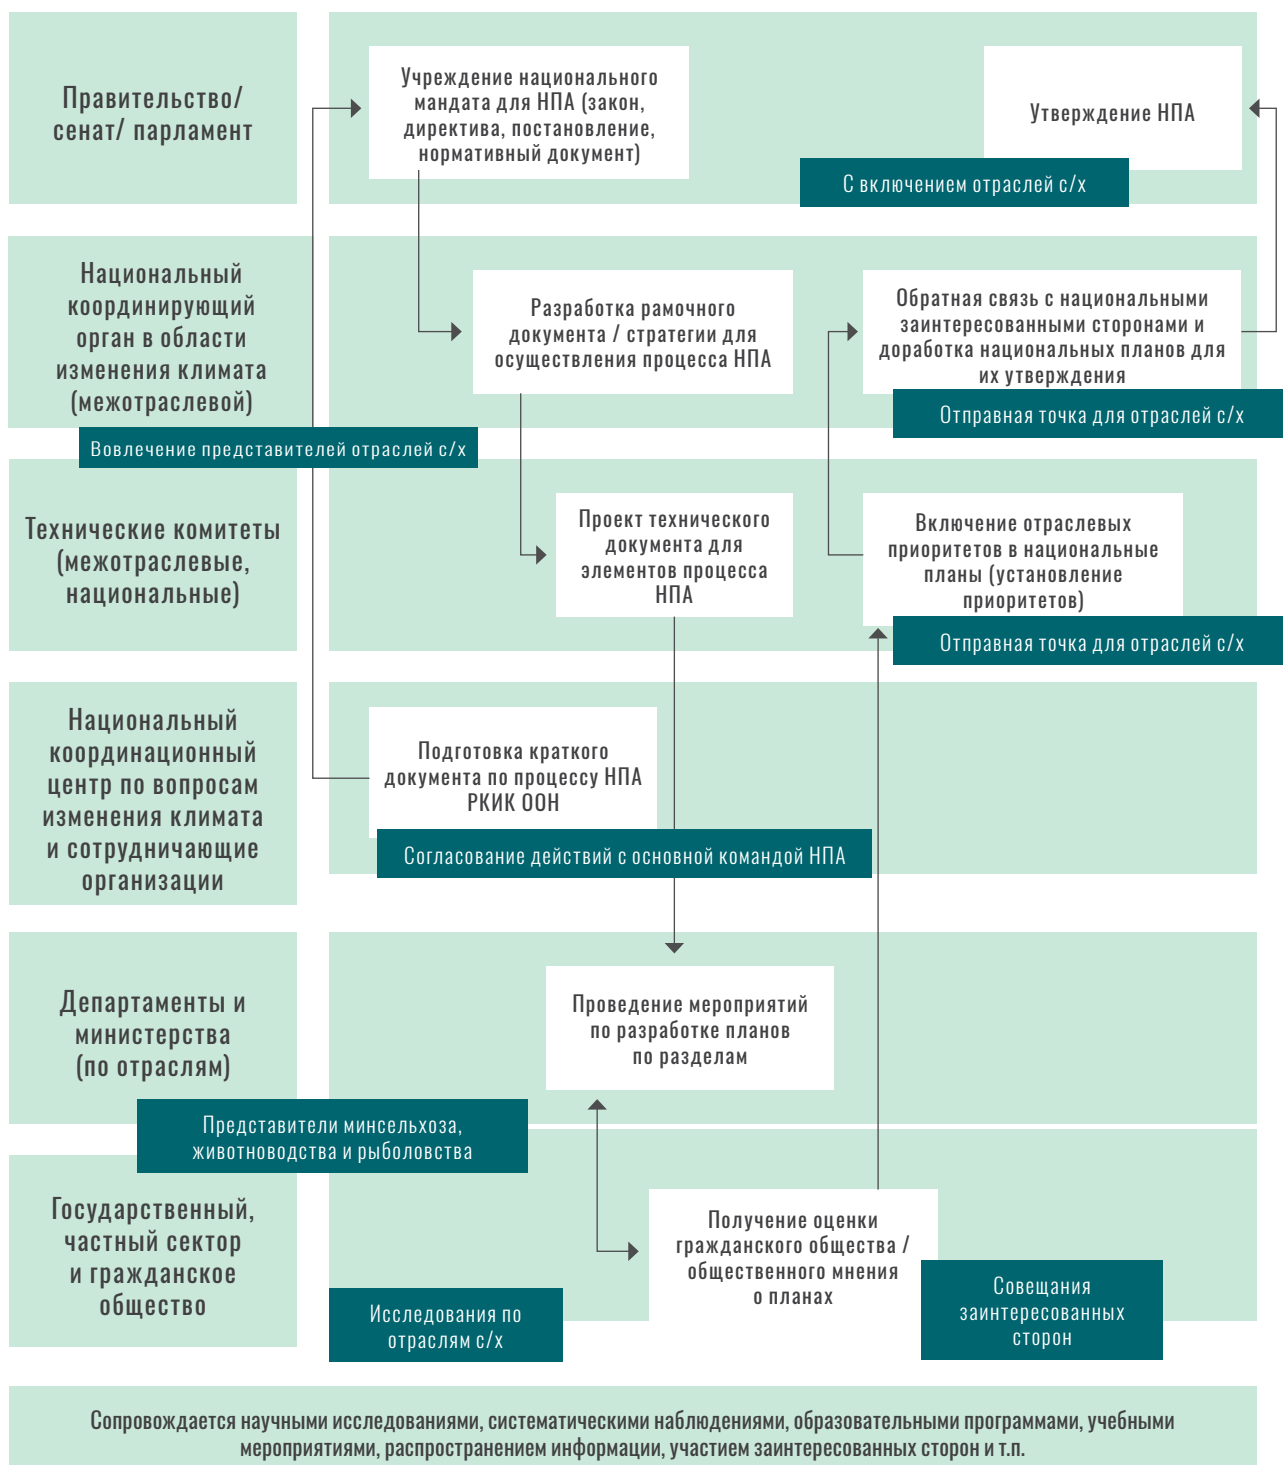 Правительство/
сенат/ парламент
Учреждение национального
мандата для НПА (закон,
директива, постановление,
нормативный документ)
Утверждение НПА
С включением отраслей с/х
Национальный
координирующий
орган в области
изменения климата
(межотраслевой)
Разработка рамочного
документа / стратегии для
осуществления процесса НПА
Обратная связь с национальными
заинтересованными сторонами и
доработка национальных планов для
их утверждения
Отправная точка для отраслей с/х
Вовлечение представителей отраслей с/х
Технические комитеты
(межотраслевые,
национальные)
Проект технического
документа для
элементов процесса
НПА
Включение отраслевых
приоритетов в национальные
планы (установление
приоритетов)
Отправная точка для отраслей с/х
Национальный
координационный
центр по вопросам
изменения климата
и сотрудничающие
организации
Подготовка краткого
документа по процессу НПА
РКИК ООН
Согласование действий с основной командой НПА
Департаменты и
министерства
(по отраслям)
Проведение мероприятий
по разработке планов
по разделам
Представители минсельхоза,
животноводства и рыболовства
Государственный,
частный сектор
и гражданское
общество
Получение оценки
гражданского общества /
общественного мнения
о планах
Исследования по
отраслям с/х
Совещания
заинтересованных
сторон
Сопровождается научными исследованиями, систематическими наблюдениями, образовательными программами, учебными
мероприятиями, распространением информации, участием заинтересованных сторон и т.п.